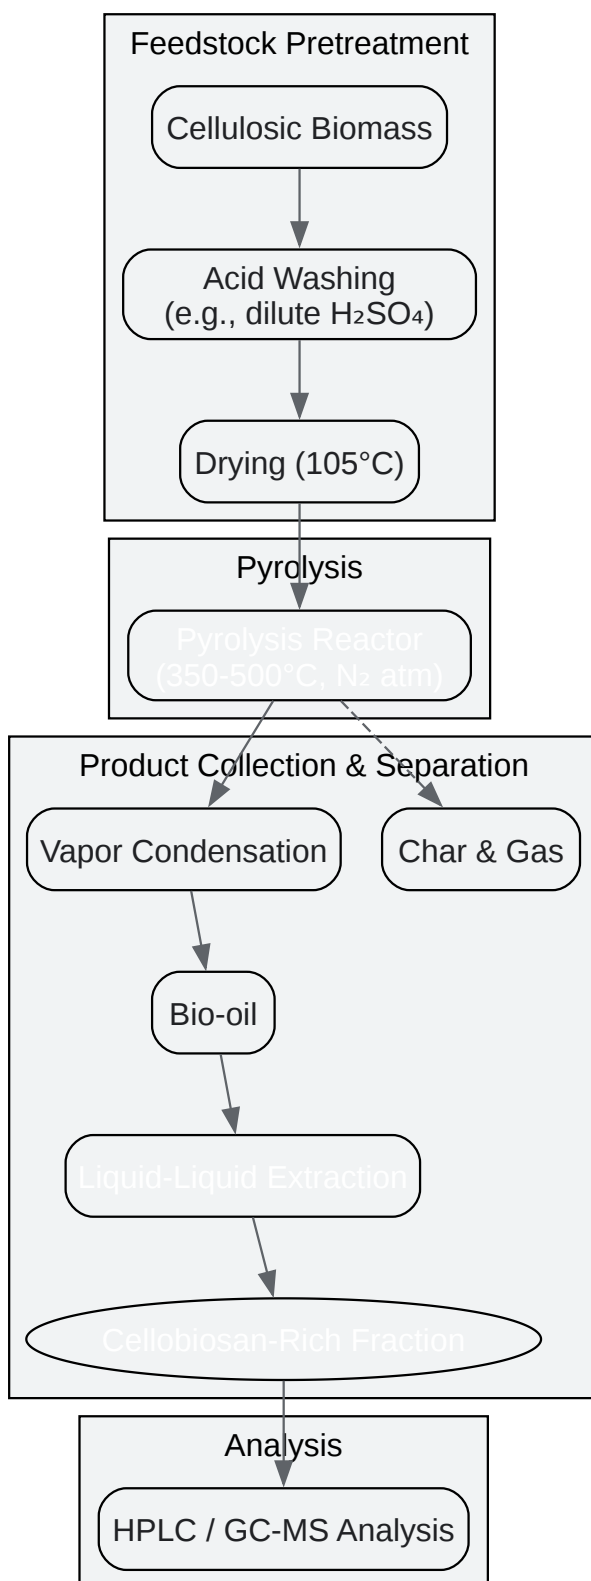 Feedstock Pretreatment
Cellulosic Biomass
Acid Washing
(e.g., dilute H₂SO₄)
Drying (105°C)
Pyrolysis
Pyrolysis Reactor
(350-500°C, N₂ atm)
Product Collection & Separation
Vapor Condensation
Char & Gas
Bio-oil
Liquid-Liquid Extraction
Cellobiosan-Rich Fraction
Analysis
HPLC / GC-MS Analysis